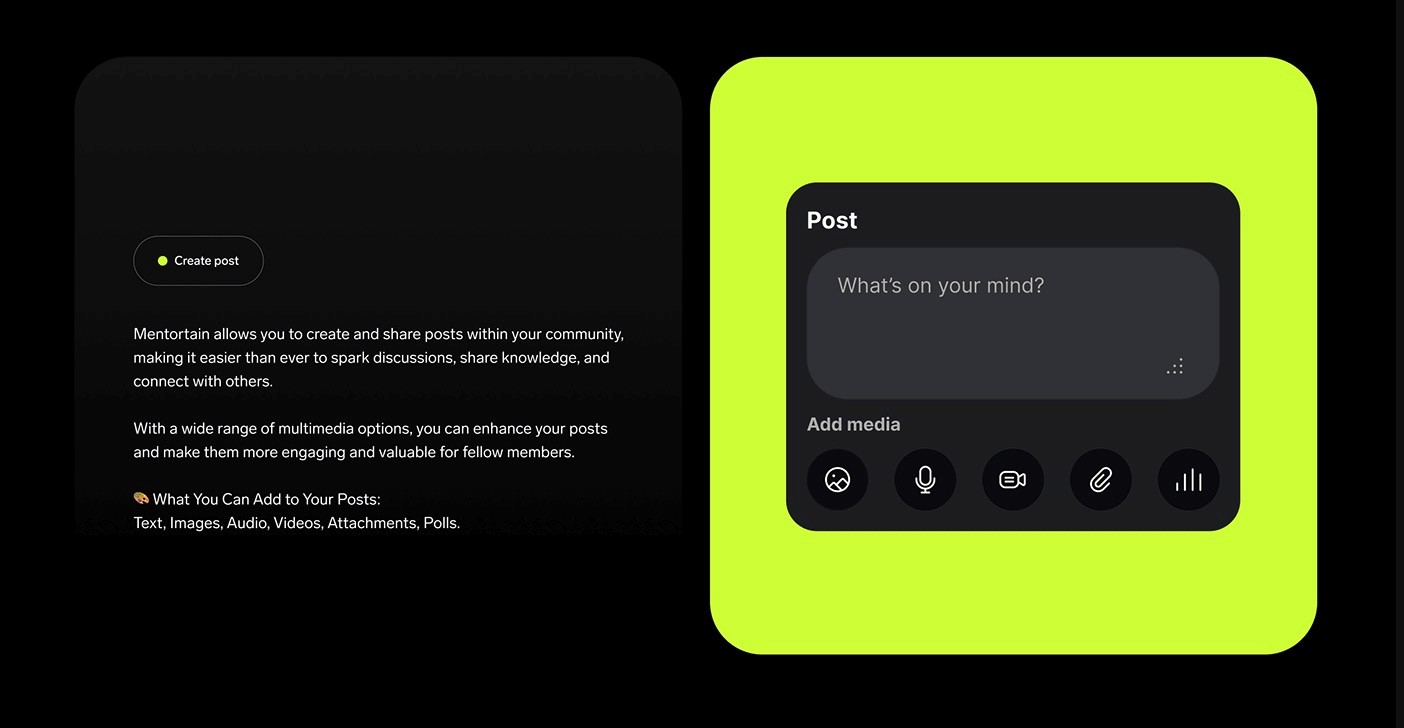 Create post
Mentortain allows you to create and share posts within your community,
making it easier than ever to spark discussions, share knowledge, and
connect with others.
With a wide range of multimedia options, you can enhance your posts
and make them more engaging and valuable for fellow members.
🎨 What You Can Add to Your Posts:
Text, Images, Audio, Videos, Attachments, Polls.
Post
What’s on your mind?
Add media